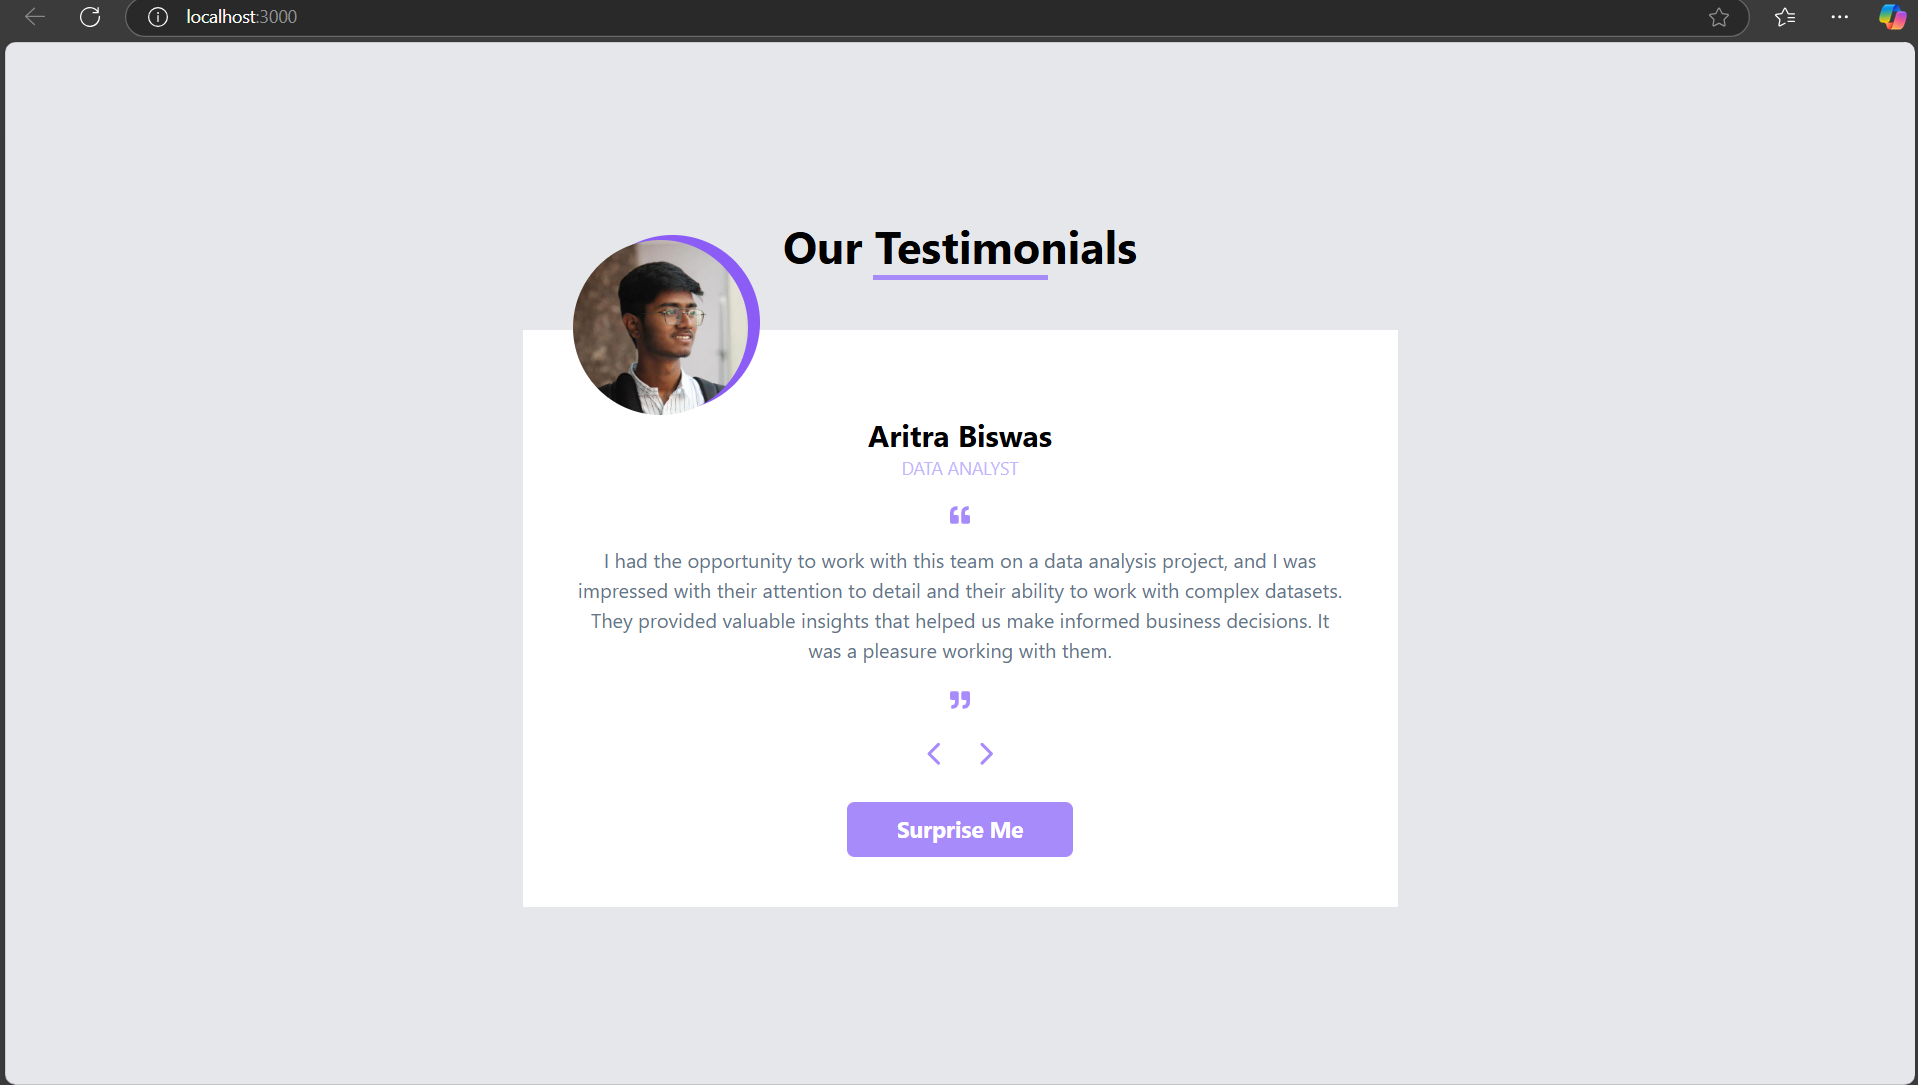 localhost:3000
Our Testimonials
Aritra Biswas
DATA ANALYST
❝
I had the opportunity to work with this team on a data analysis project, and I was
impressed with their attention to detail and their ability to work with complex datasets.
They provided valuable insights that helped us make informed business decisions. It
was a pleasure working with them.
❞
Surprise Me